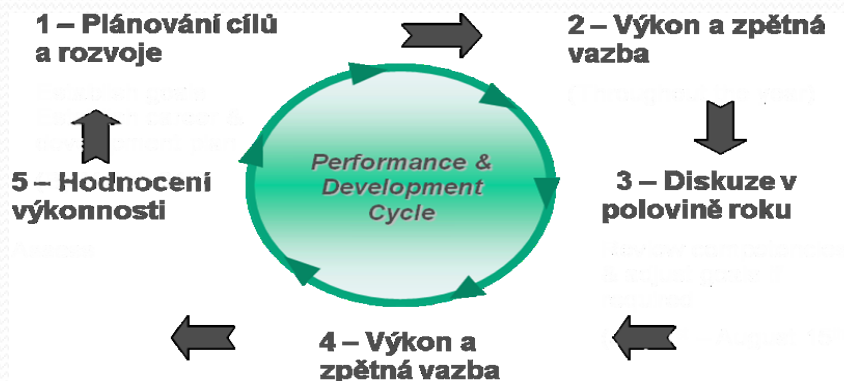 1 – Plánování cílů
a rozvoje
2 – Výkon a zpětná
vazba
Performance &
Development
Cycle
5 – Hodnocení
výkonnosti
3 – Diskuze v
polovině roku
4 – Výkon a
zpětná vazba